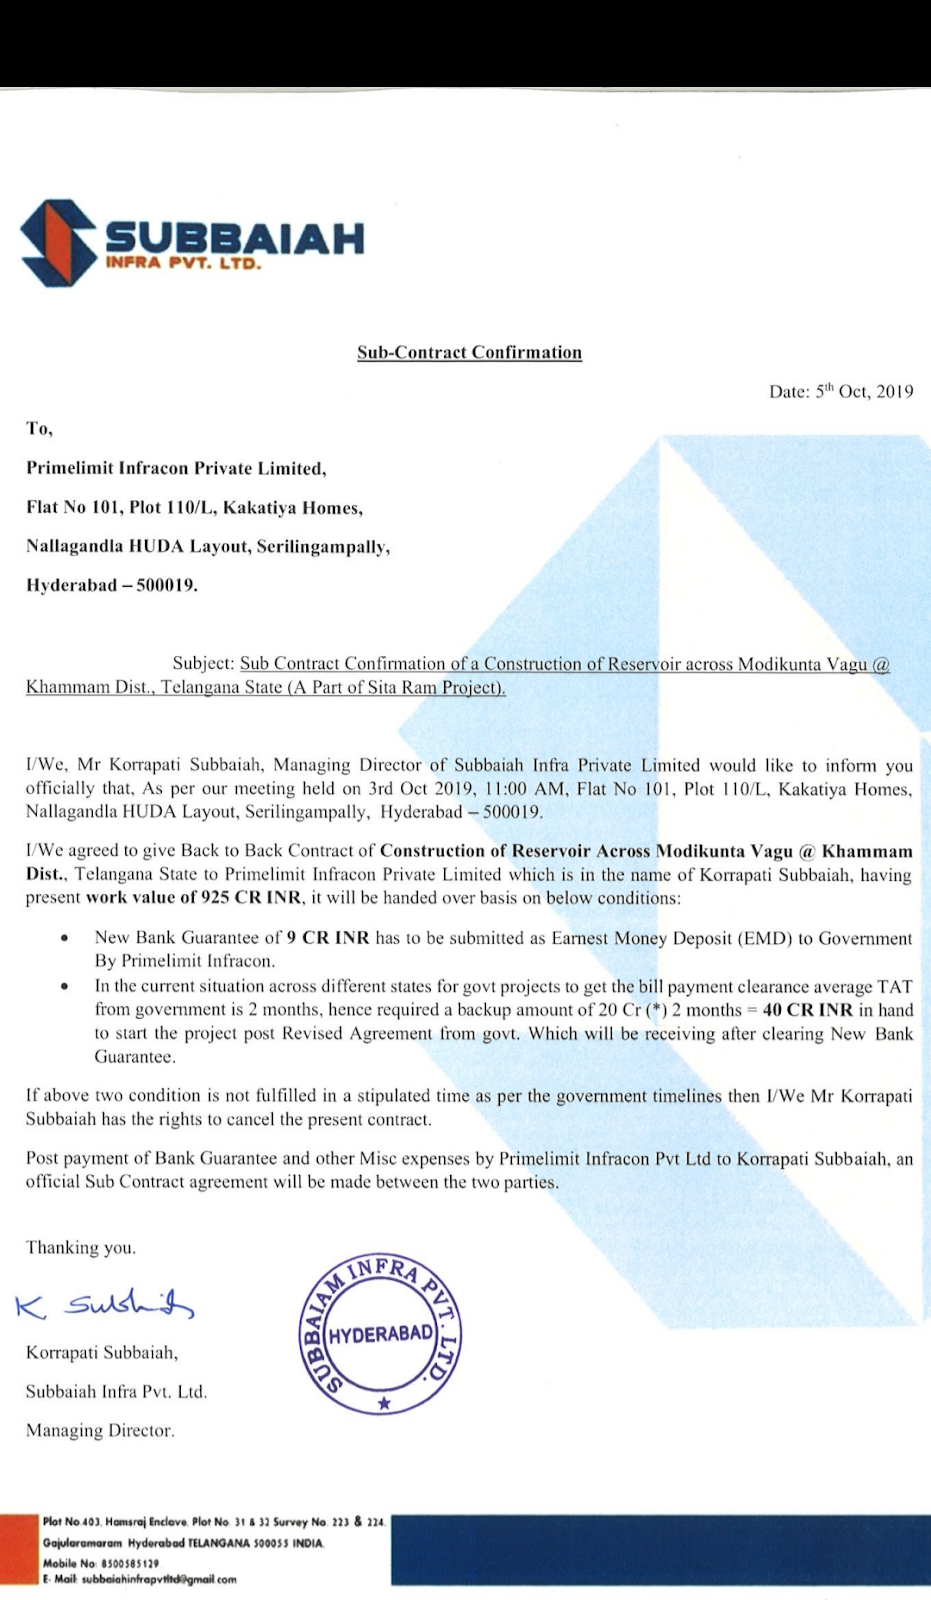 SUBBAIAH
INFRA PVT. LTD.
Sub-Contract Confirmation
Date: 5th Oct, 2019
To,
Primelimit Infracon Private Limited,
Flat No 101, Plot 110/L, Kakatiya Homes,
Nallagandla HUDA Layout, Serilingampally,
Hyderabad – 500019.
Subject: Sub Contract Confirmation of a Construction of Reservoir across Modikunta Vagu @
Khammam Dist., Telangana State (A Part of Sita Ram Project).
I/We, Mr Korrapati Subbaiah, Managing Director of Subbaiah Infra Private Limited would like to inform you
officially that, As per our meeting held on 3rd Oct 2019, 11:00 AM, Flat No 101, Plot 110/L, Kakatiya Homes,
Nallagandla HUDA Layout, Serilingampally, Hyderabad – 500019.
I/We agreed to give Back to Back Contract of Construction of Reservoir Across Modikunta Vagu @ Khammam
Dist., Telangana State to Primelimit Infracon Private Limited which is in the name of Korrapati Subbaiah, having
present work value of 925 CR INR, it will be handed over basis on below conditions:
• New Bank Guarantee of 9 CR INR has to be submitted as Earnest Money Deposit (EMD) to Government
By Primelimit Infracon.
• In the current situation across different states for govt projects to get the bill payment clearance average TAT
from government is 2 months, hence required a backup amount of 20 Cr (*) 2 months = 40 CR INR in hand
to start the project post Revised Agreement from govt. Which will be receiving after clearing New Bank
Guarantee.
If above two condition is not fulfilled in a stipulated time as per the government timelines then I/We Mr Korrapati
Subbaiah has the rights to cancel the present contract.
Post payment of Bank Guarantee and other Misc expenses by Primelimit Infracon Pvt Ltd to Korrapati Subbaiah, an
official Sub Contract agreement will be made between the two parties.
Thanking you.
K
SUBBAIAM INFRA PVT. LTD.
HYDERABAD
Korrapati Subbaiah,
Subbaiah Infra Pvt. Ltd.
Managing Director.
Plot No.403, Hamsraj Enclave, Plot No. 31 & 32 Survey No. 223 & 224.
Gajularamaram Hyderabad TELANGANA 500055 INDIA.
Mobile No: 8500585129
E- Mail: subbaiahinfrapvtltd@gmail.com